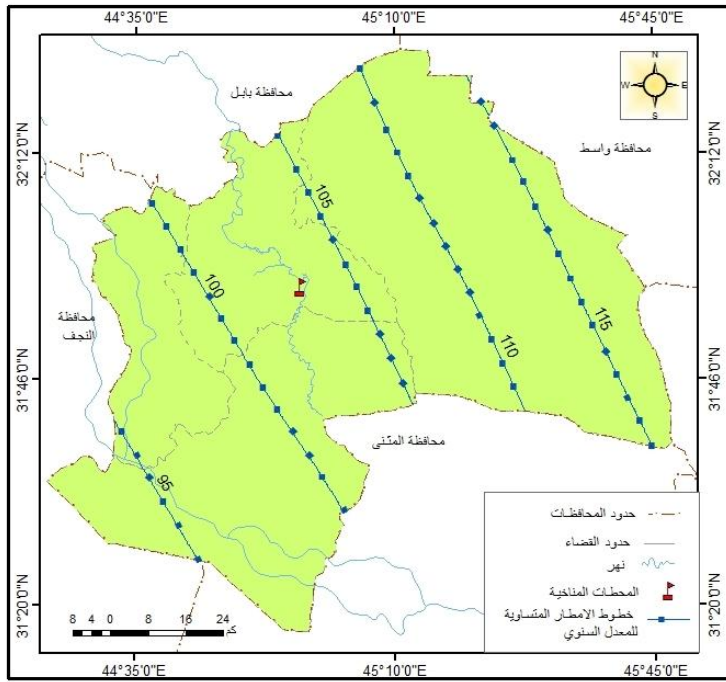 44°35'0"E 45°10'0"E 45°45'0"E
N
W E
S
محافظة بابل
محافظة واسط
32°12'0"N 32°12'0"N
105
100
محافظة
النجف
115
110
31°46'0"N 31°46'0"N
محافظة المثنى
95
حدود المحافظات
حدود القضاء
نهر
المحطات المناخية
خطوط الامطار المتساوية
للمعدل السنوي
31°20'0"N 31°20'0"N
8 4 0 8 16 24
كم
44°35'0"E 45°10'0"E 45°45'0"E